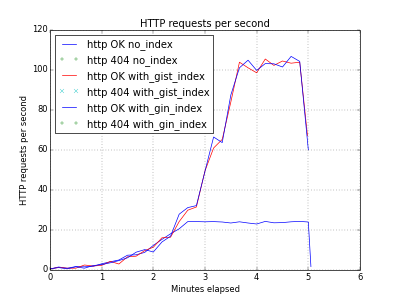 HTTP requests per second
HTTP requests per second
120
100
80
60
40
20
0
http OK no_index
http 404 no_index
http OK with_gist_index
http 404 with_gist_index
http OK with_gin_index
http 404 with_gin_index
0 1 2 3 4 5 6
Minutes elapsed